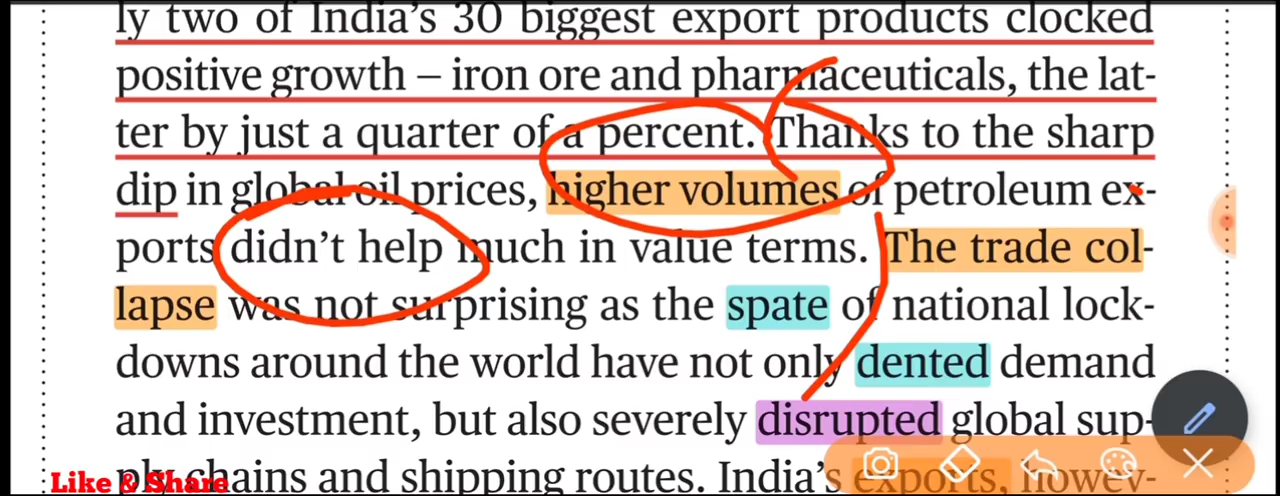 ly two of India's 30 biggest export products clocked
positive growth – iron ore and pharmaceuticals, the lat-
ter by just a quarter of a percent. Thanks to the sharp
dip in global oil prices, higher volumes of petroleum ex-
ports didn't help much in value terms. The trade col-
lapse was not surprising as the spate of national lock-
downs around the world have not only dented demand
and investment, but also severely disrupted global sup-
ply chains and shipping routes. India's exports, howev-
Like & Share